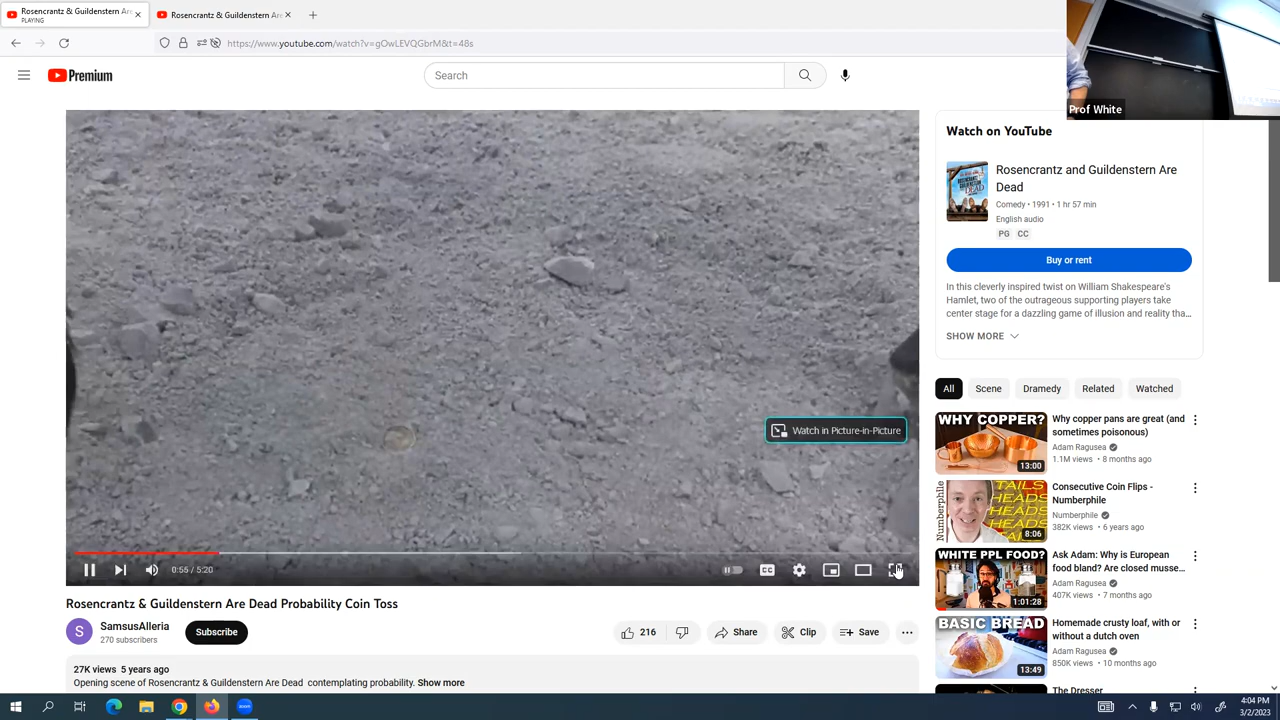 Rosencrantz & Guildenstern Ar
PLAYING
Rosencrantz & Guildenstern Ar
https://www.youtube.com/watch?v=gOwLEVQGbrM&t=48s
Premium
Search
Prof White
Watch on YouTube
Rosencrantz and Guildenstern Are
Dead
Comedy • 1991 • 1 hr 57 min
English audio
PG CC
Buy or rent
In this cleverly inspired twist on William Shakespeare's
Hamlet, two of the outrageous supporting players take
center stage for a dazzling game of illusion and reality tha...
SHOW MORE
All Scene Dramedy Related Watched
Watch in Picture-in-Picture
0:55 / 5:20
CC
Rosencrantz & Guildenstern Are Dead Probability Coin Toss
S
SamsusAlleria
270 subscribers
Subscribe
216
Share
Clip
Save
27K views 5 years ago
Opening scene of Rosencrantz & Guildenstern Are Dead contemplating probability. Show more
WHY COPPER?
13:00
Why copper pans are great (and
sometimes poisonous)
Adam Ragusea
1.1M views • 8 months ago
Numberphile
TAILS
HEADS
HEADS
HEADS
HEADS
8:06
Consecutive Coin Flips -
Numberphile
Numberphile
382K views • 6 years ago
WHITE PPL FOOD?
1:01:28
Ask Adam: Why is European
food bland? Are closed musse...
Adam Ragusea
407K views • 7 months ago
BASIC BREAD
13:49
Homemade crusty loaf, with or
without a dutch oven
Adam Ragusea
850K views • 10 months ago
The Dresser
zoom
4:04 PM
3/2/2023